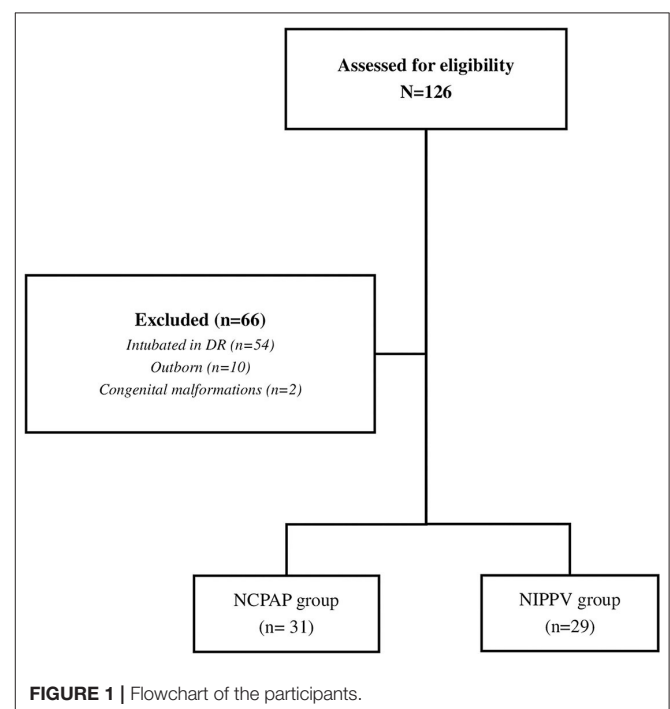 Assessed for eligibility
N=126
Excluded (n=66)
Intubated in DR (n=54)
Outborn (n=10)
Congenital malformations (n=2)
NCPAP group
(n= 31)
NIPPV group
(n=29)
FIGURE 1 | Flowchart of the participants.